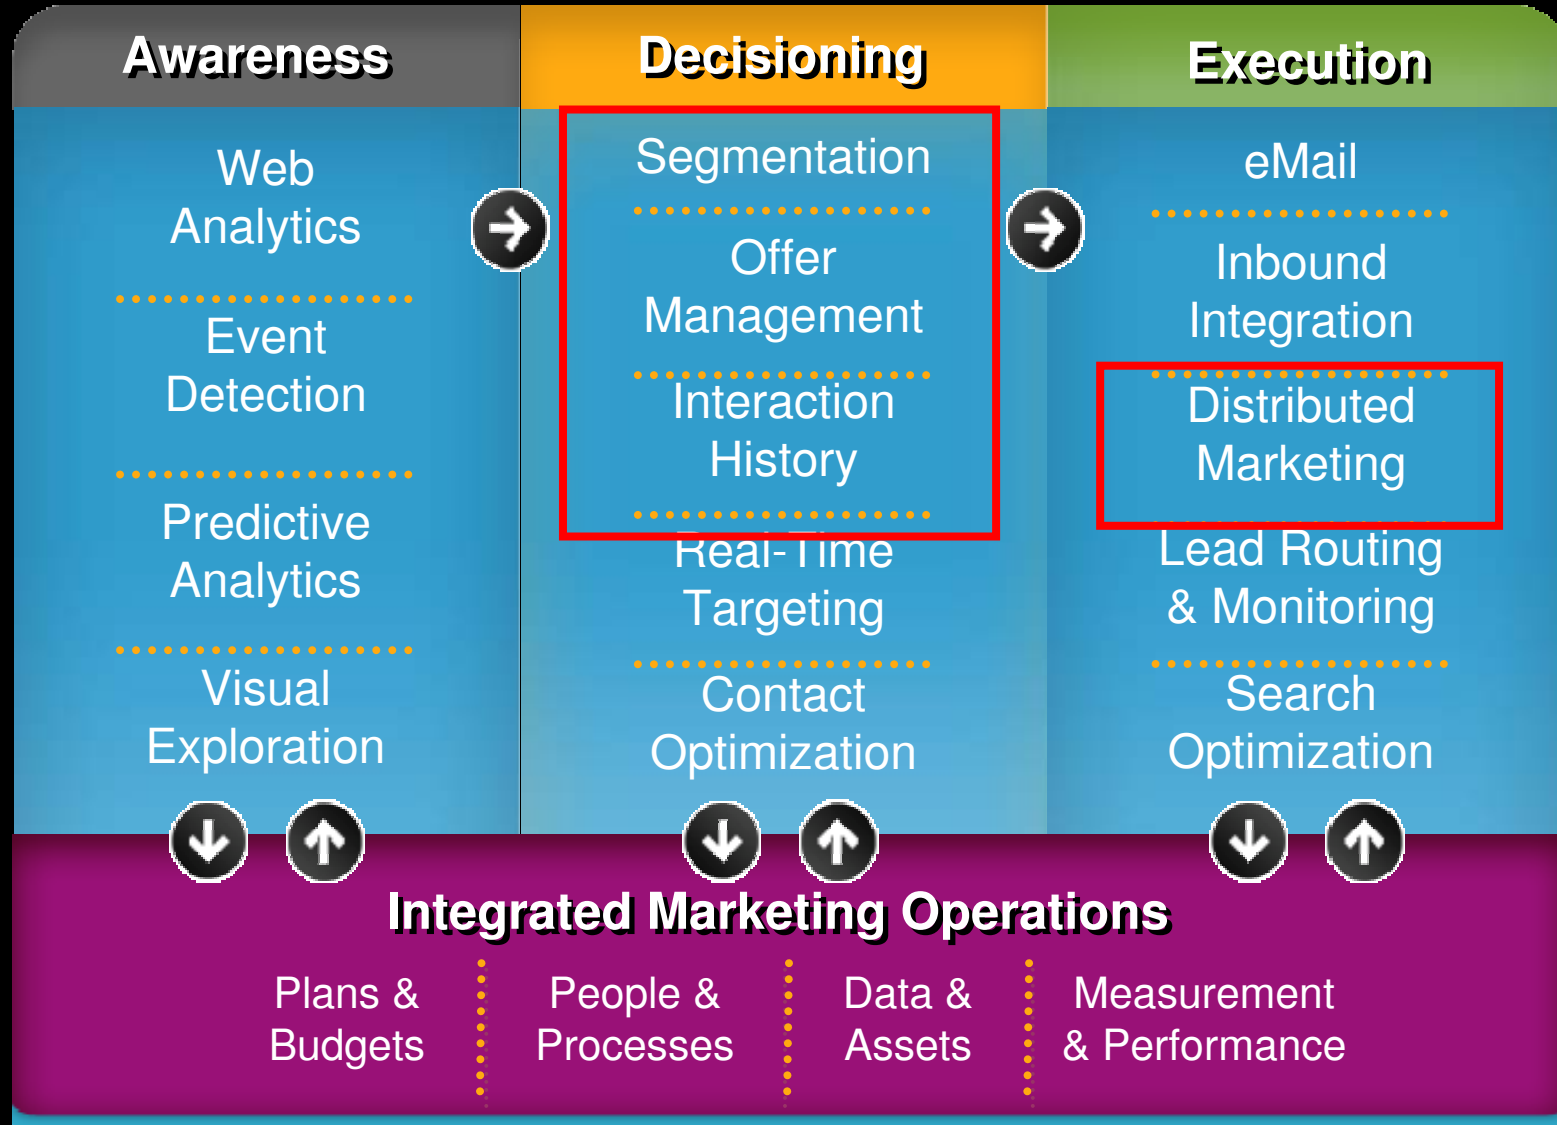 Awareness
Web
Analytics
Event
Detection
Predictive
Analytics
Visual
Exploration
Decisioning
Segmentation
Offer
Management
Interaction
History
Real-Time
Targeting
Contact
Optimization
Execution
eMail
Inbound
Integration
Distributed
Marketing
Lead Routing
& Monitoring
Search
Optimization
Integrated Marketing Operations
Plans &
Budgets
People &
Processes
Data &
Assets
Measurement
& Performance